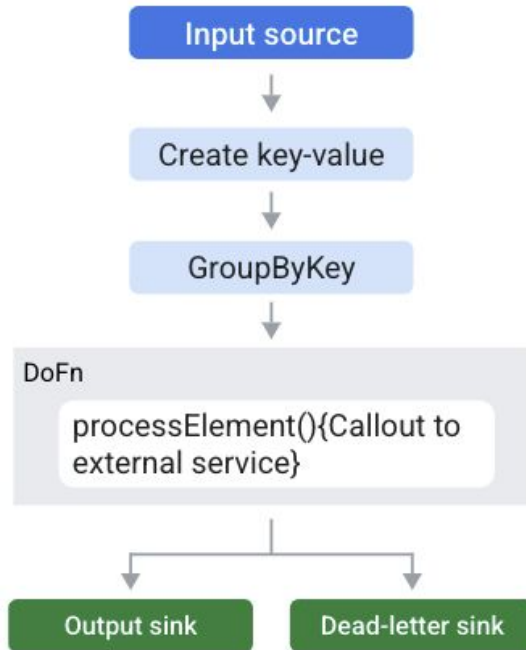 Input source
Create key-value
GroupByKey
DoFn
processElement(){Callout to
external service}
Output sink
Dead-letter sink